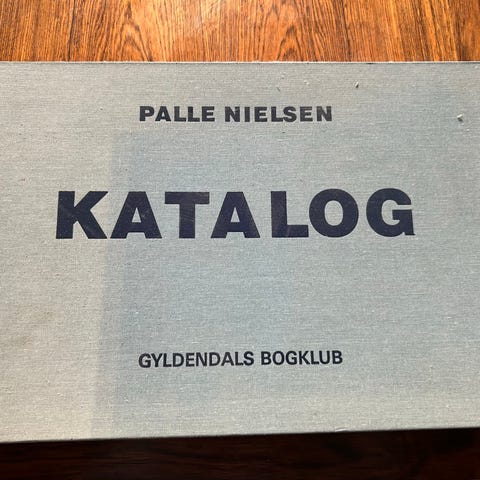 PALLE NIELSEN
KATALOG
GYLDENDALS BOGKLUB